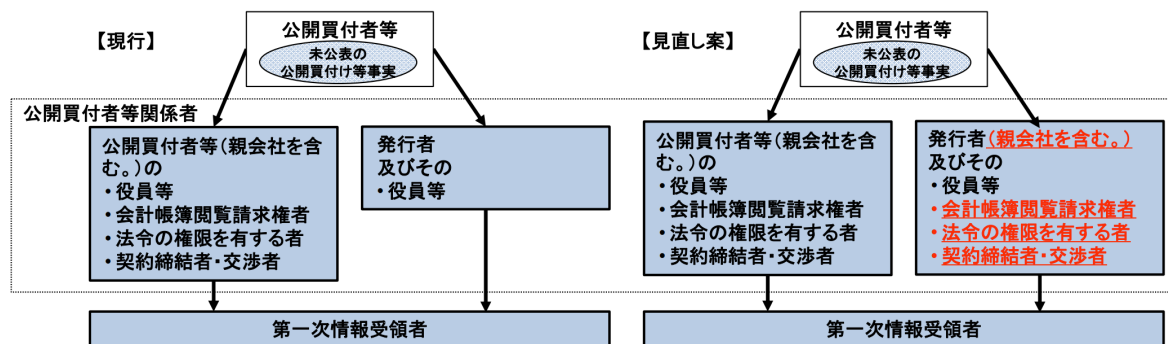 【現行】
公開買付者等
未公表の
公開買付け等事実
公開買付者等関係者
公開買付者等(親会社を含
む。)の
・役員等
・会計帳簿閲覧請求権者
・法令の権限を有する者
・契約締結者・交渉者
発行者
及びその
・役員等
第一次情報受領者
【見直し案】
公開買付者等
未公表の
公開買付け等事実
公開買付者等(親会社を含
む。)の
・役員等
・会計帳簿閲覧請求権者
・法令の権限を有する者
・契約締結者・交渉者
発行者(親会社を含む。)
及びその
・役員等
・会計帳簿閲覧請求権者
・法令の権限を有する者
・契約締結者・交渉者
第一次情報受領者